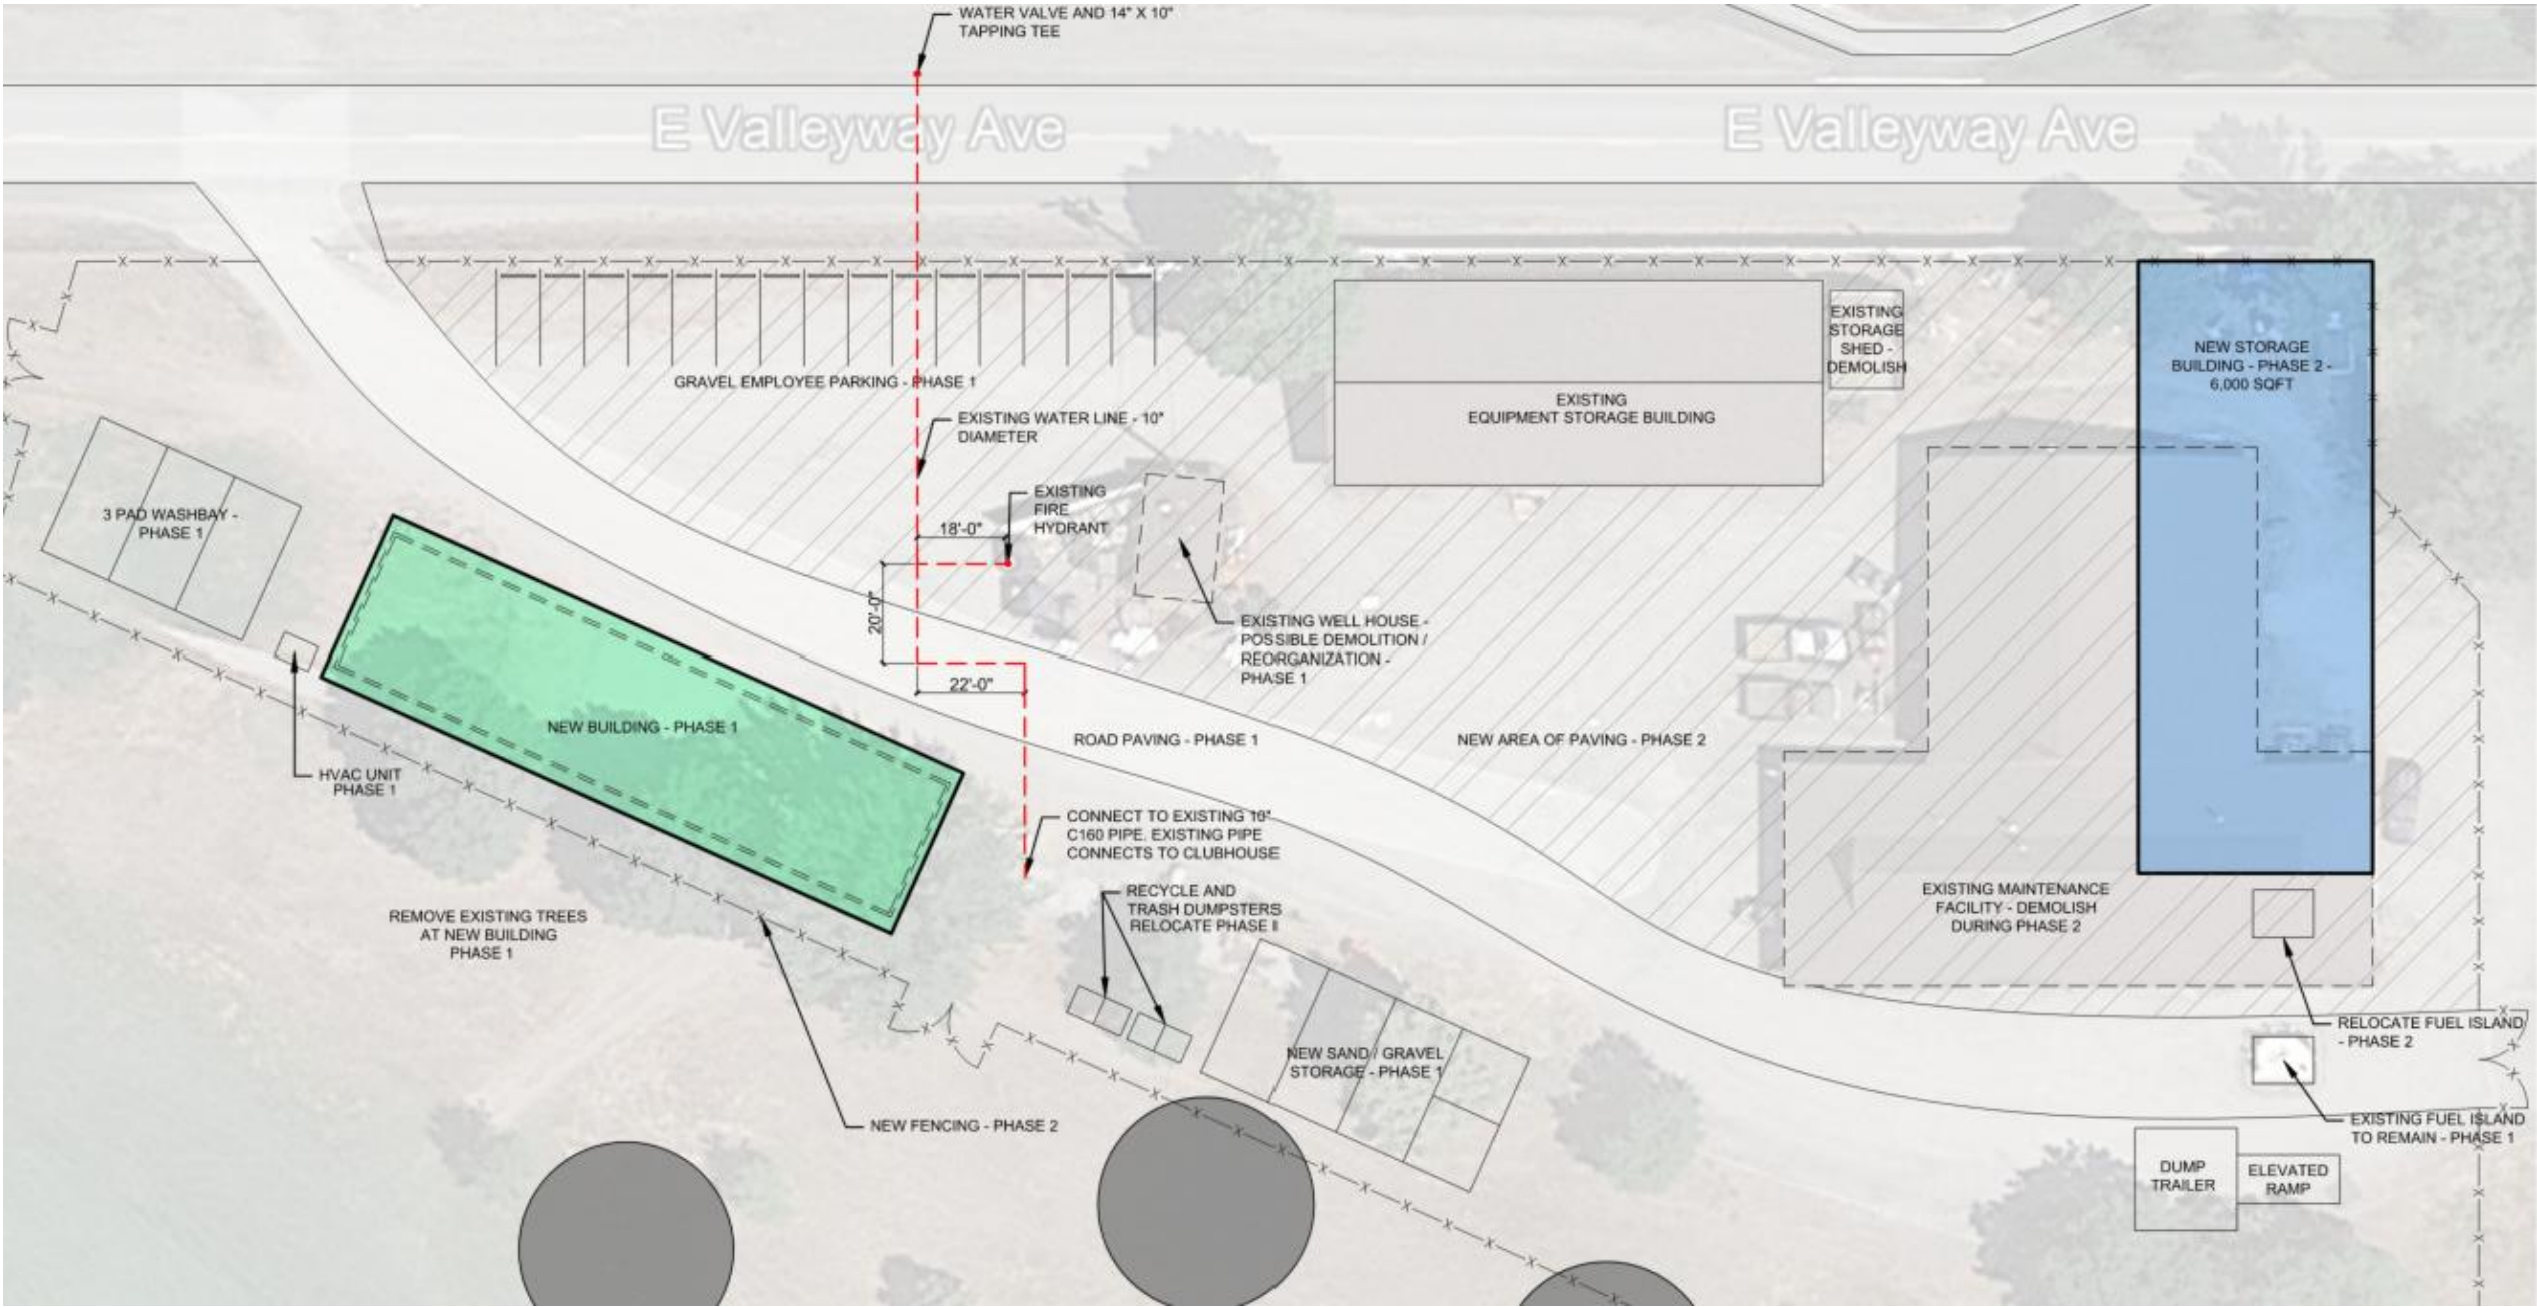 WATER VALVE AND 14" X 10"
TAPPING TEE
E Valleyway Ave
E Valleyway Ave
GRAVEL EMPLOYEE PARKING - PHASE 1
EXISTING WATER LINE - 10"
DIAMETER
EXISTING
FIRE
HYDRANT
18'-0"
20'-0"
22'-0"
EXISTING
EQUIPMENT STORAGE BUILDING
EXISTING
STORAGE
SHED -
DEMOLISH
NEW STORAGE
BUILDING - PHASE 2 -
6,000 SQFT
3 PAD WASHBAY -
PHASE 1
EXISTING WELL HOUSE -
POSSIBLE DEMOLITION /
REORGANIZATION -
PHASE 1
NEW BUILDING - PHASE 1
HVAC UNIT
PHASE 1
ROAD PAVING - PHASE 1
NEW AREA OF PAVING - PHASE 2
CONNECT TO EXISTING 10"
C160 PIPE. EXISTING PIPE
CONNECTS TO CLUBHOUSE
RECYCLE AND
TRASH DUMPSTERS
RELOCATE PHASE II
REMOVE EXISTING TREES
AT NEW BUILDING
PHASE 1
EXISTING MAINTENANCE
FACILITY - DEMOLISH
DURING PHASE 2
NEW SAND / GRAVEL
STORAGE - PHASE 1
RELOCATE FUEL ISLAND
- PHASE 2
NEW FENCING - PHASE 2
EXISTING FUEL ISLAND
TO REMAIN - PHASE 1
DUMP
TRAILER
ELEVATED
RAMP